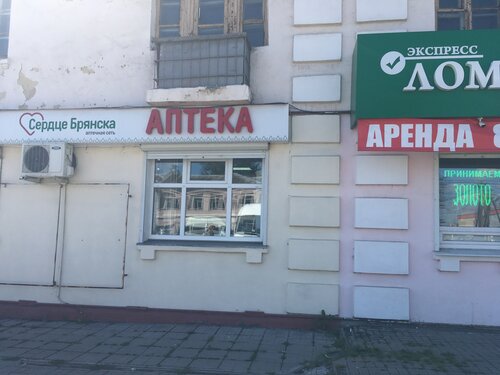 Сердце Брянска
аптечная сеть
АПТЕКА
ЭКСПРЕСС
ЛОМ
АРЕНДА
ПРИНИМАЕМ
ЗОЛОТО